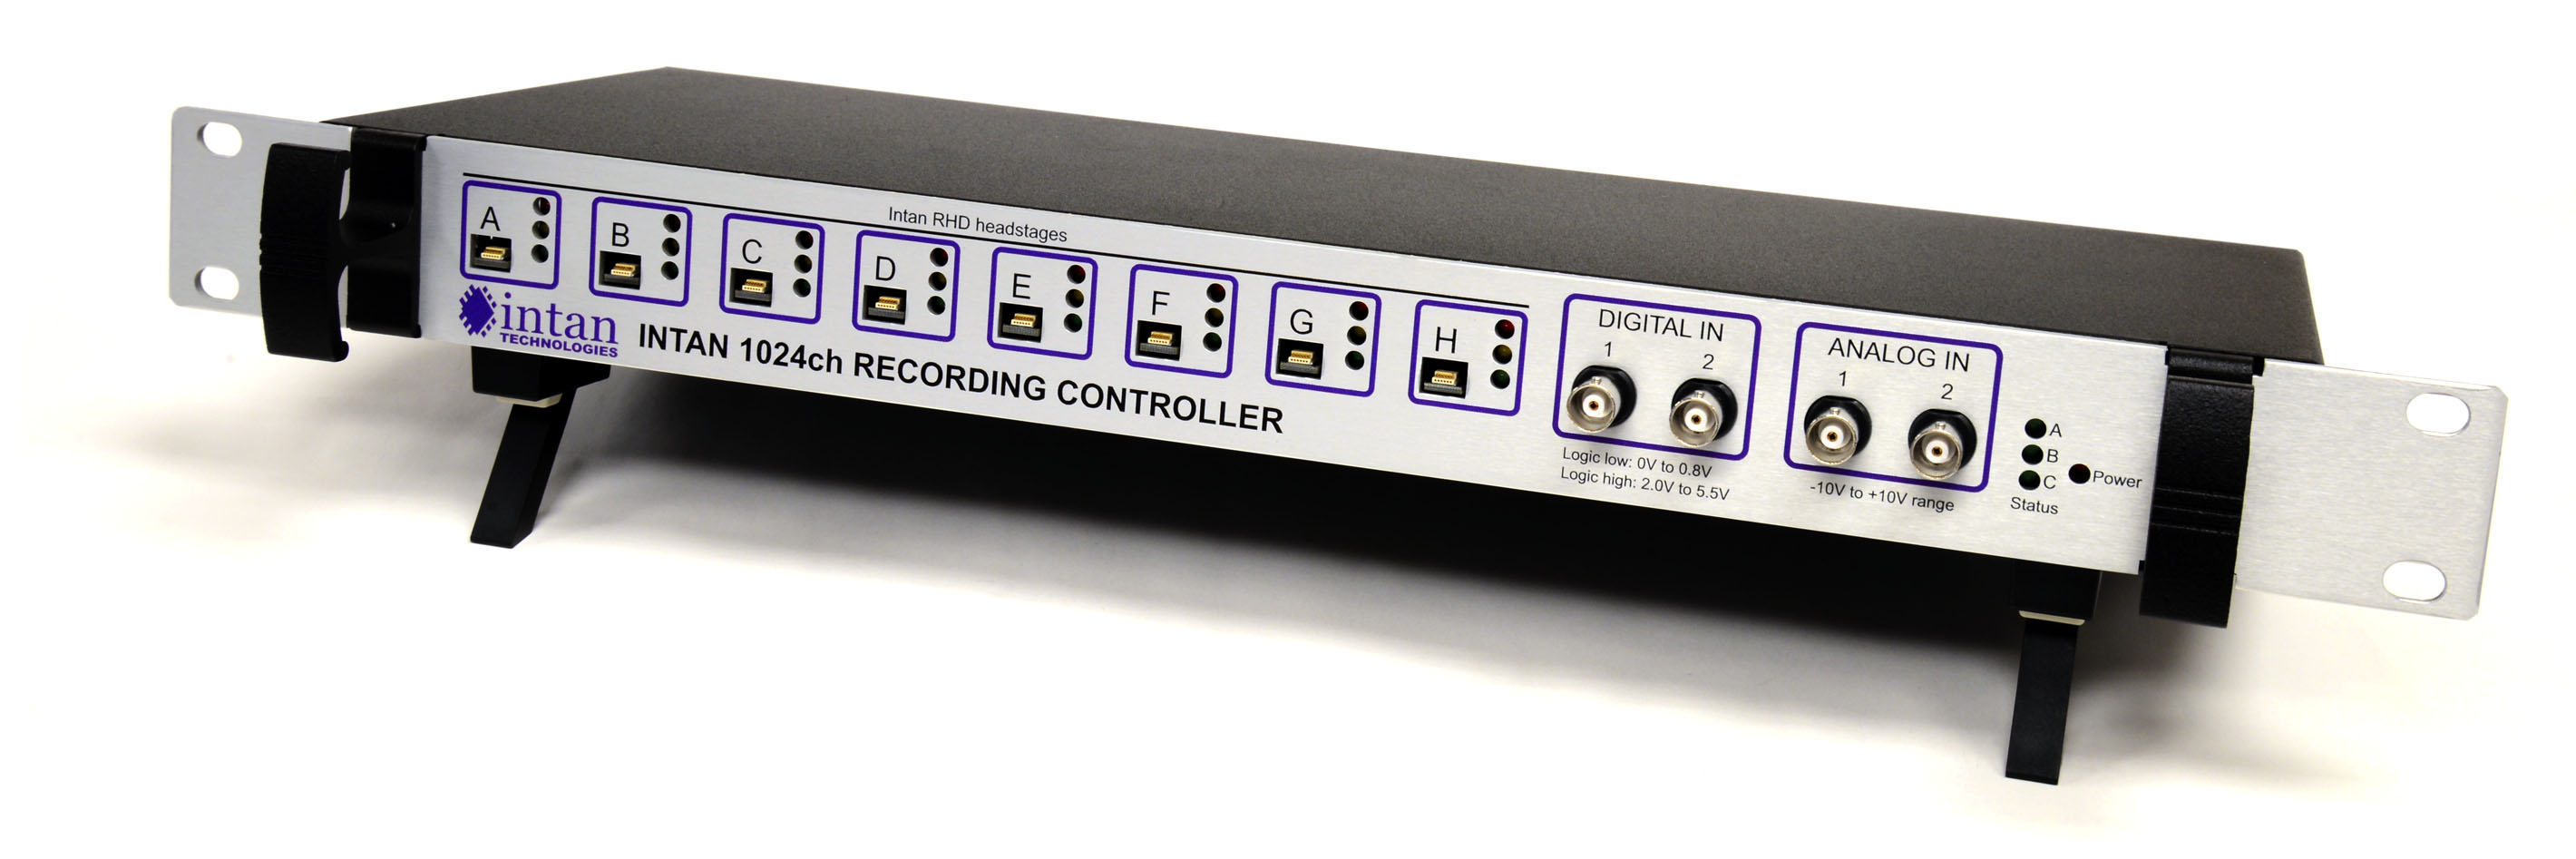 Intan RHD headstages
A
B
C
D
E
F
G
H
intan
TECHNOLOGIES
INTAN 1024ch RECORDING CONTROLLER
DIGITAL IN
1 2
Logic low: 0V to 0.8V
Logic high: 2.0V to 5.5V
ANALOG IN
1 2
-10V to +10V range
A
B
C
Status
Power